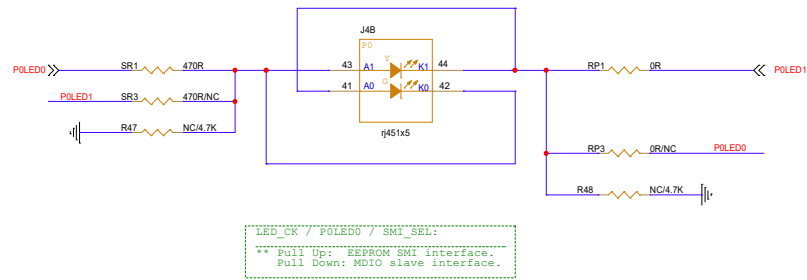 J4B
P0
P0LED0
SR1
470R
43
A1
Y
K1
44
RP1
0R
P0LED1
P0LED1
SR3
470R/NC
41
A0
G
K0
42
R47
NC/4.7K
rj451x5
RP3
0R/NC
P0LED0
R48
NC/4.7K
LED_CK / P0LED0 / SMI_SEL:
** Pull Up:  EEPROM SMI interface.
Pull Down: MDIO slave interface.